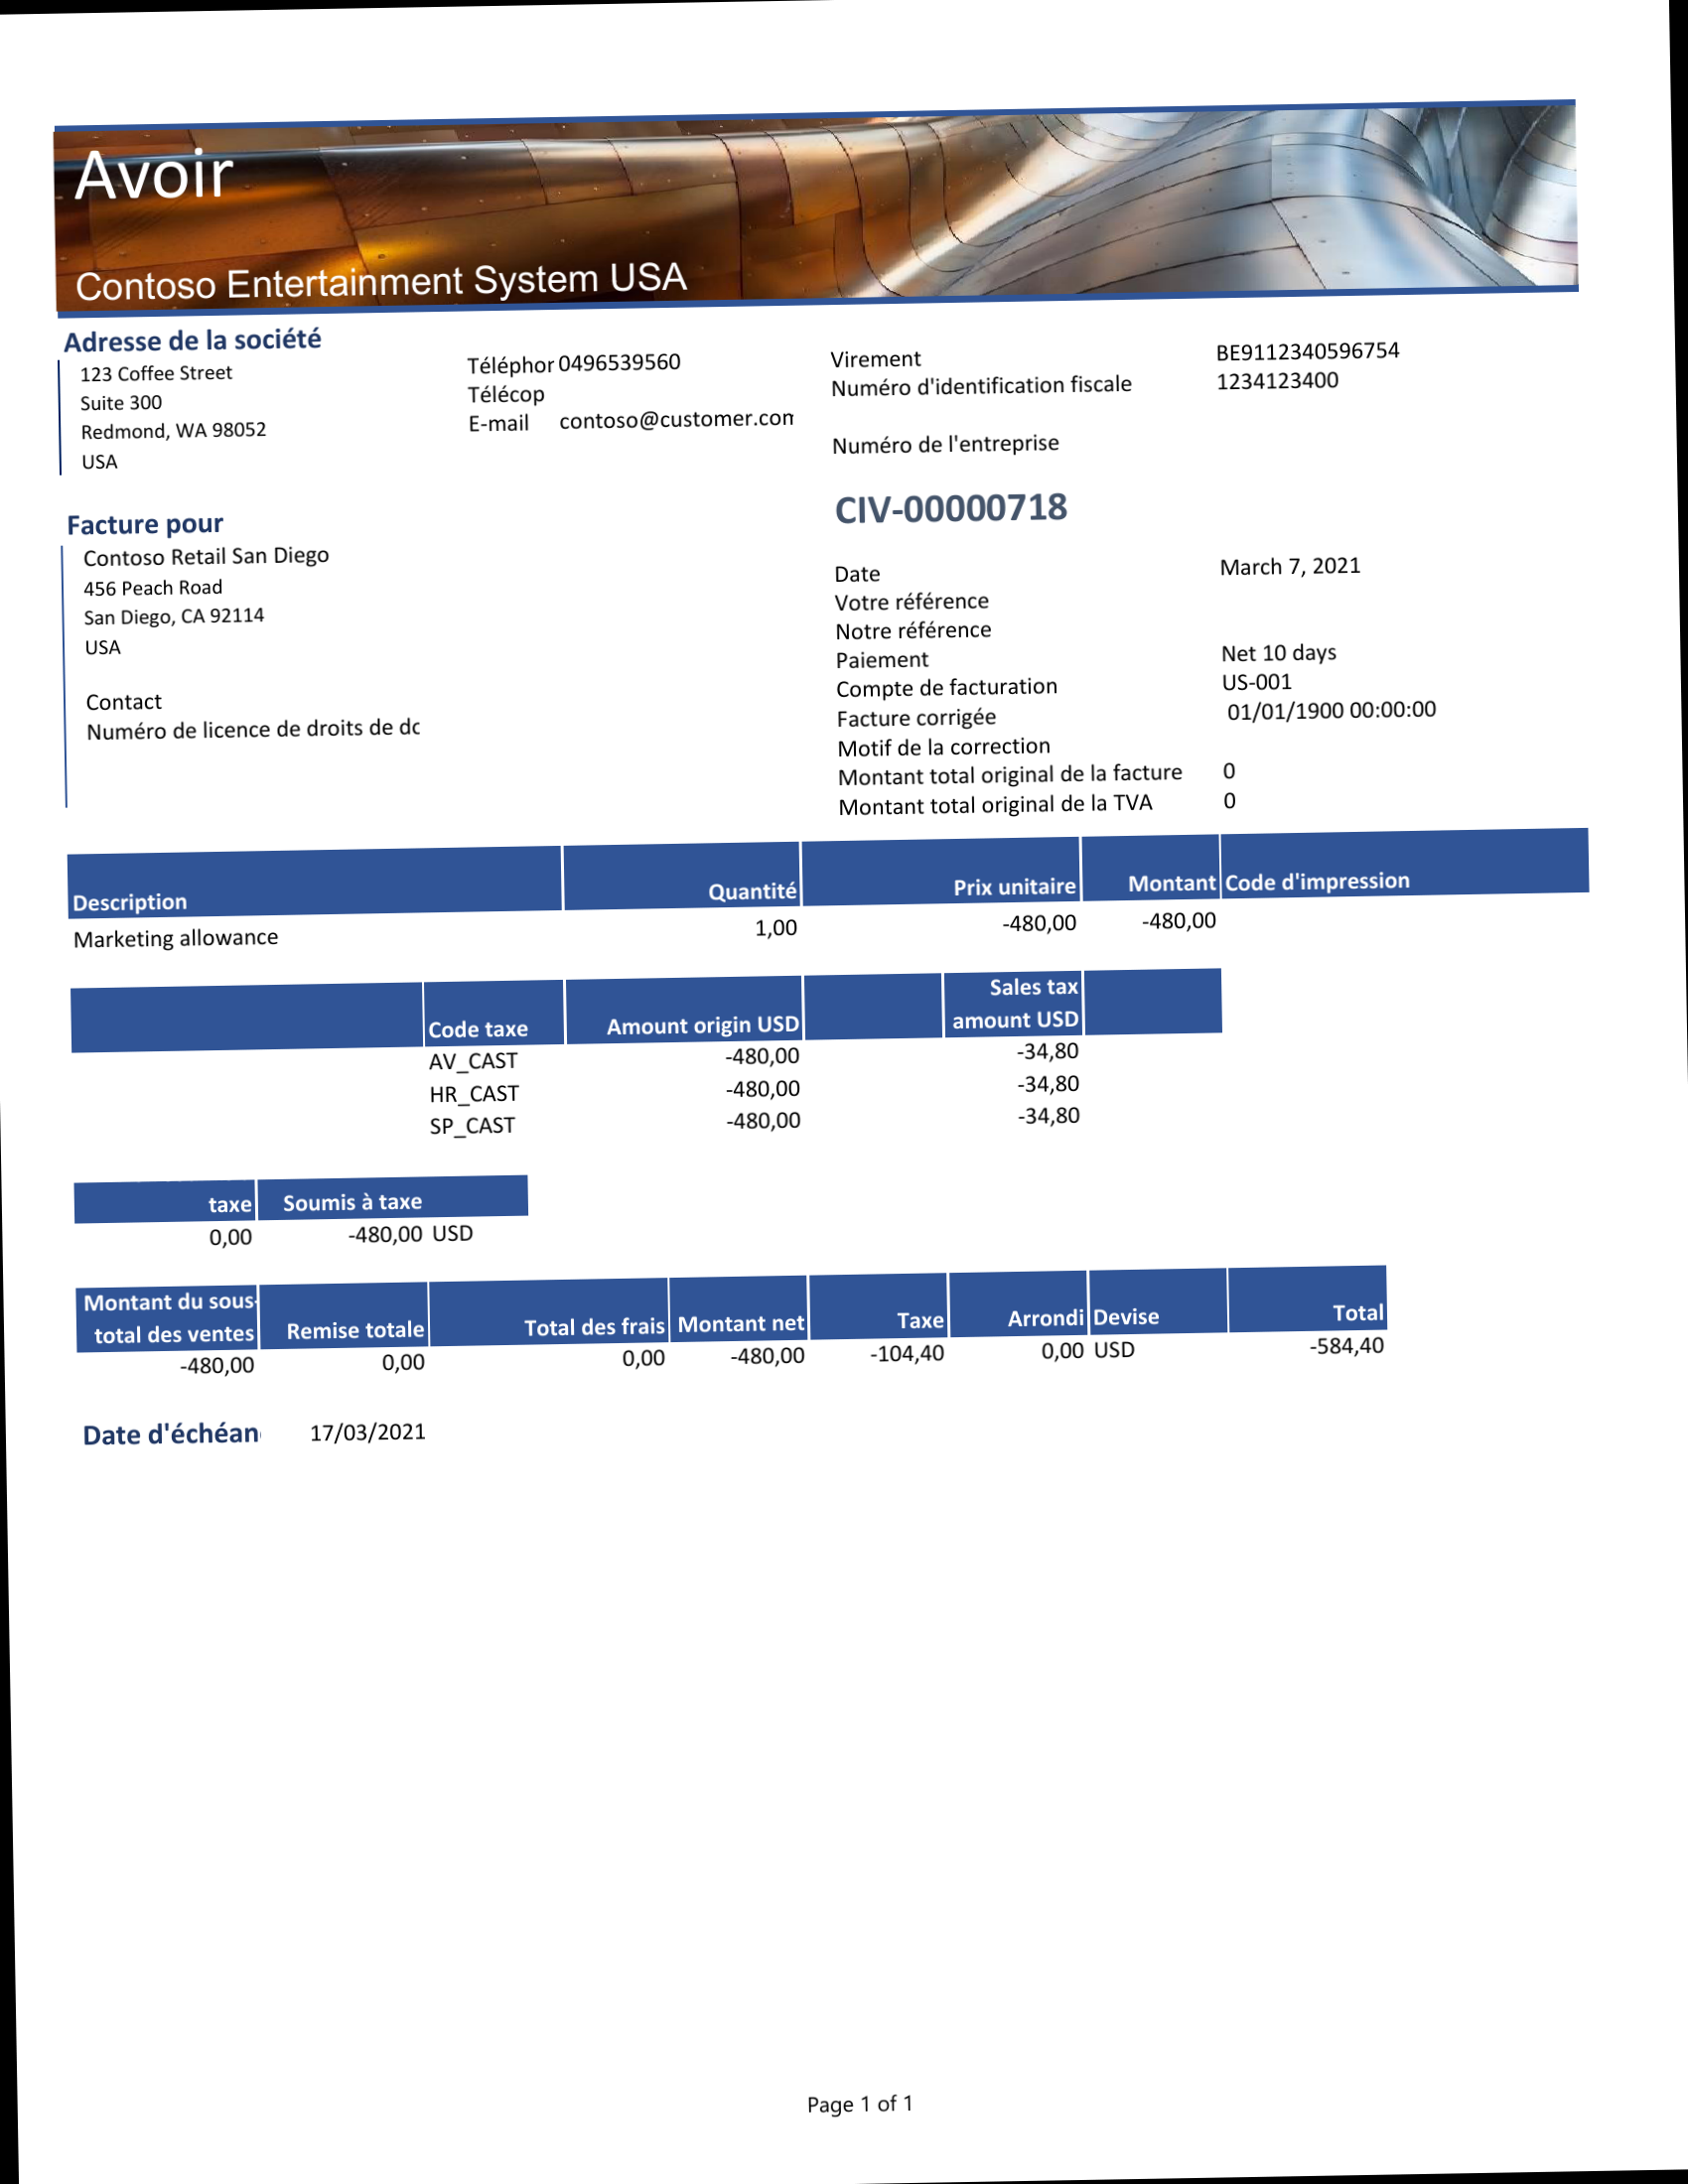 Avoir
Contoso Entertainment System USA
Adresse de la société
123 Coffee Street
Suite 300
Redmond, WA 98052
USA
Téléphor 0496539560
Télécop
E-mail contoso@customer.com
Virement BE9112340596754
Numéro d'identification fiscale 1234123400
Numéro de l'entreprise
Facture pour
Contoso Retail San Diego
456 Peach Road
San Diego, CA 92114
USA
Contact
Numéro de licence de droits de dc
CIV-00000718
Date March 7, 2021
Votre référence
Notre référence
Paiement Net 10 days
Compte de facturation US-001
Facture corrigée 01/01/1900 00:00:00
Motif de la correction
Montant total original de la facture 0
Montant total original de la TVA 0
Description Quantité Prix unitaire Montant Code d'impression
Marketing allowance 1,00 -480,00 -480,00
Code taxe Amount origin USD Sales tax amount USD
AV_CAST -480,00 -34,80
HR_CAST -480,00 -34,80
SP_CAST -480,00 -34,80
taxe Soumis à taxe
0,00 -480,00 USD
Montant du sous-total des ventes Remise totale Total des frais Montant net Taxe Arrondi Devise Total
-480,00 0,00 0,00 -480,00 -104,40 0,00 USD -584,40
Date d'échéan 17/03/2021
Page 1 of 1